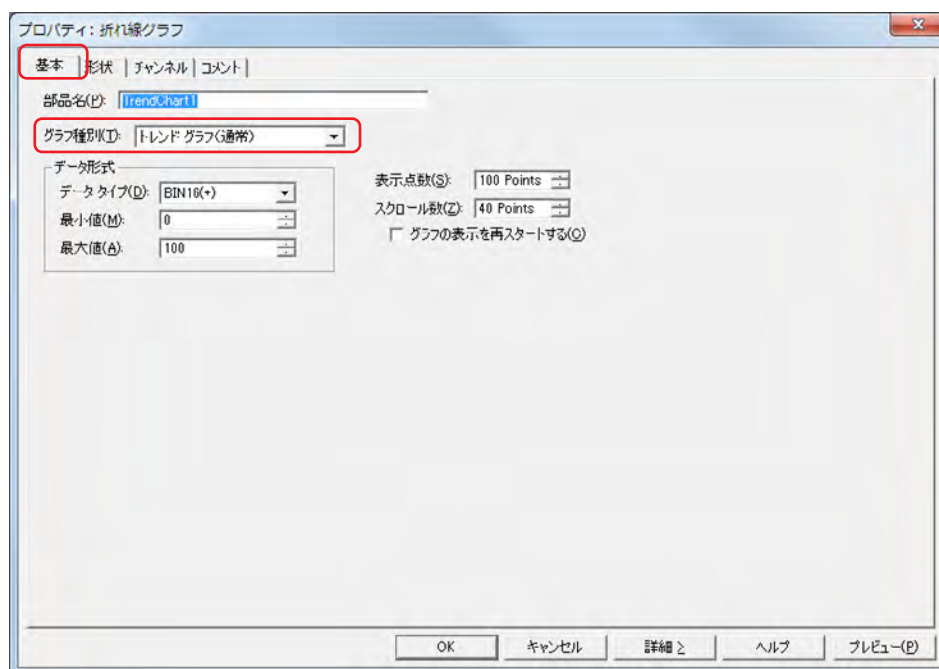 プロパティ：折れ線グラフ
基本 形状 チャンネル コメント
部品名(P): TrendChart1
グラフ種別(T): トレンド グラフ(通常)
データ形式
データ タイプ(D): BIN16(+)
最小値(M): 0
最大値(A): 100
表示点数(S): 100 Points
スクロール数(Z): 40 Points
グラフの表示を再スタートする(C)
OK キャンセル 詳細 ≥ ヘルプ プレビュー(P)